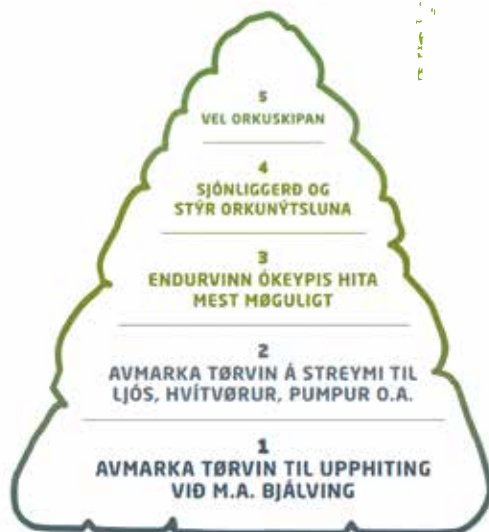 5
VEL ORKUSKIPAN
4
SJÓNLIGGERÐ OG
STÝR ORKUNÝTSLUNA
3
ENDURVINN ÓKEYPIS HITA
MEST MØGULIGT
2
AVMARKA TØRVIN Á STREYMI TIL
LJÓS, HVÍTVØRUR, PUMPUR O.A.
1
AVMARKA TØRVIN TIL UPPHITING
VIÐ M.A. BJÁLVING